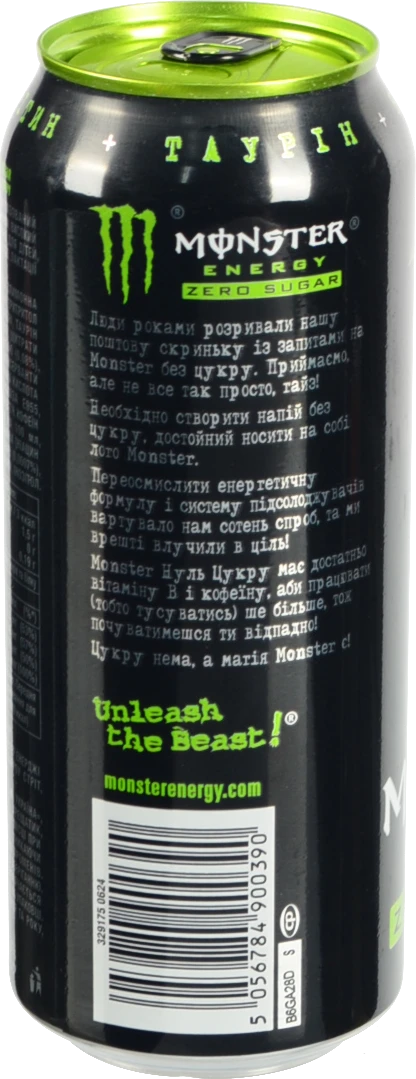 ТАУРІН
MONSTER
ENERGY
ZERO SUGAR
Люди роками розривали нашу
поштову скриньку із запитами на
Monster без цукру. Приймаємо,
але не все так просто, гайз!
Необхідно створити напій без
цукру, достойний носити на собі
лого Monster.
Переосмислити енергетичну
формулу і систему підсолоджувачів
вартувало нам сотень спроб, та ми
врешті влучили в ціль!
Monster Нуль Цукру має достатньо
вітаміну В і кофеїну, аби працювати
(тобто тусуватись) ше більше, тож
почуватимешся ти відпадно!
Цукру нема, а магія Monster є!
Unleash
the Beast!®
monsterenergy.com
329175 0624
5 056784 900390
B6GA28D S